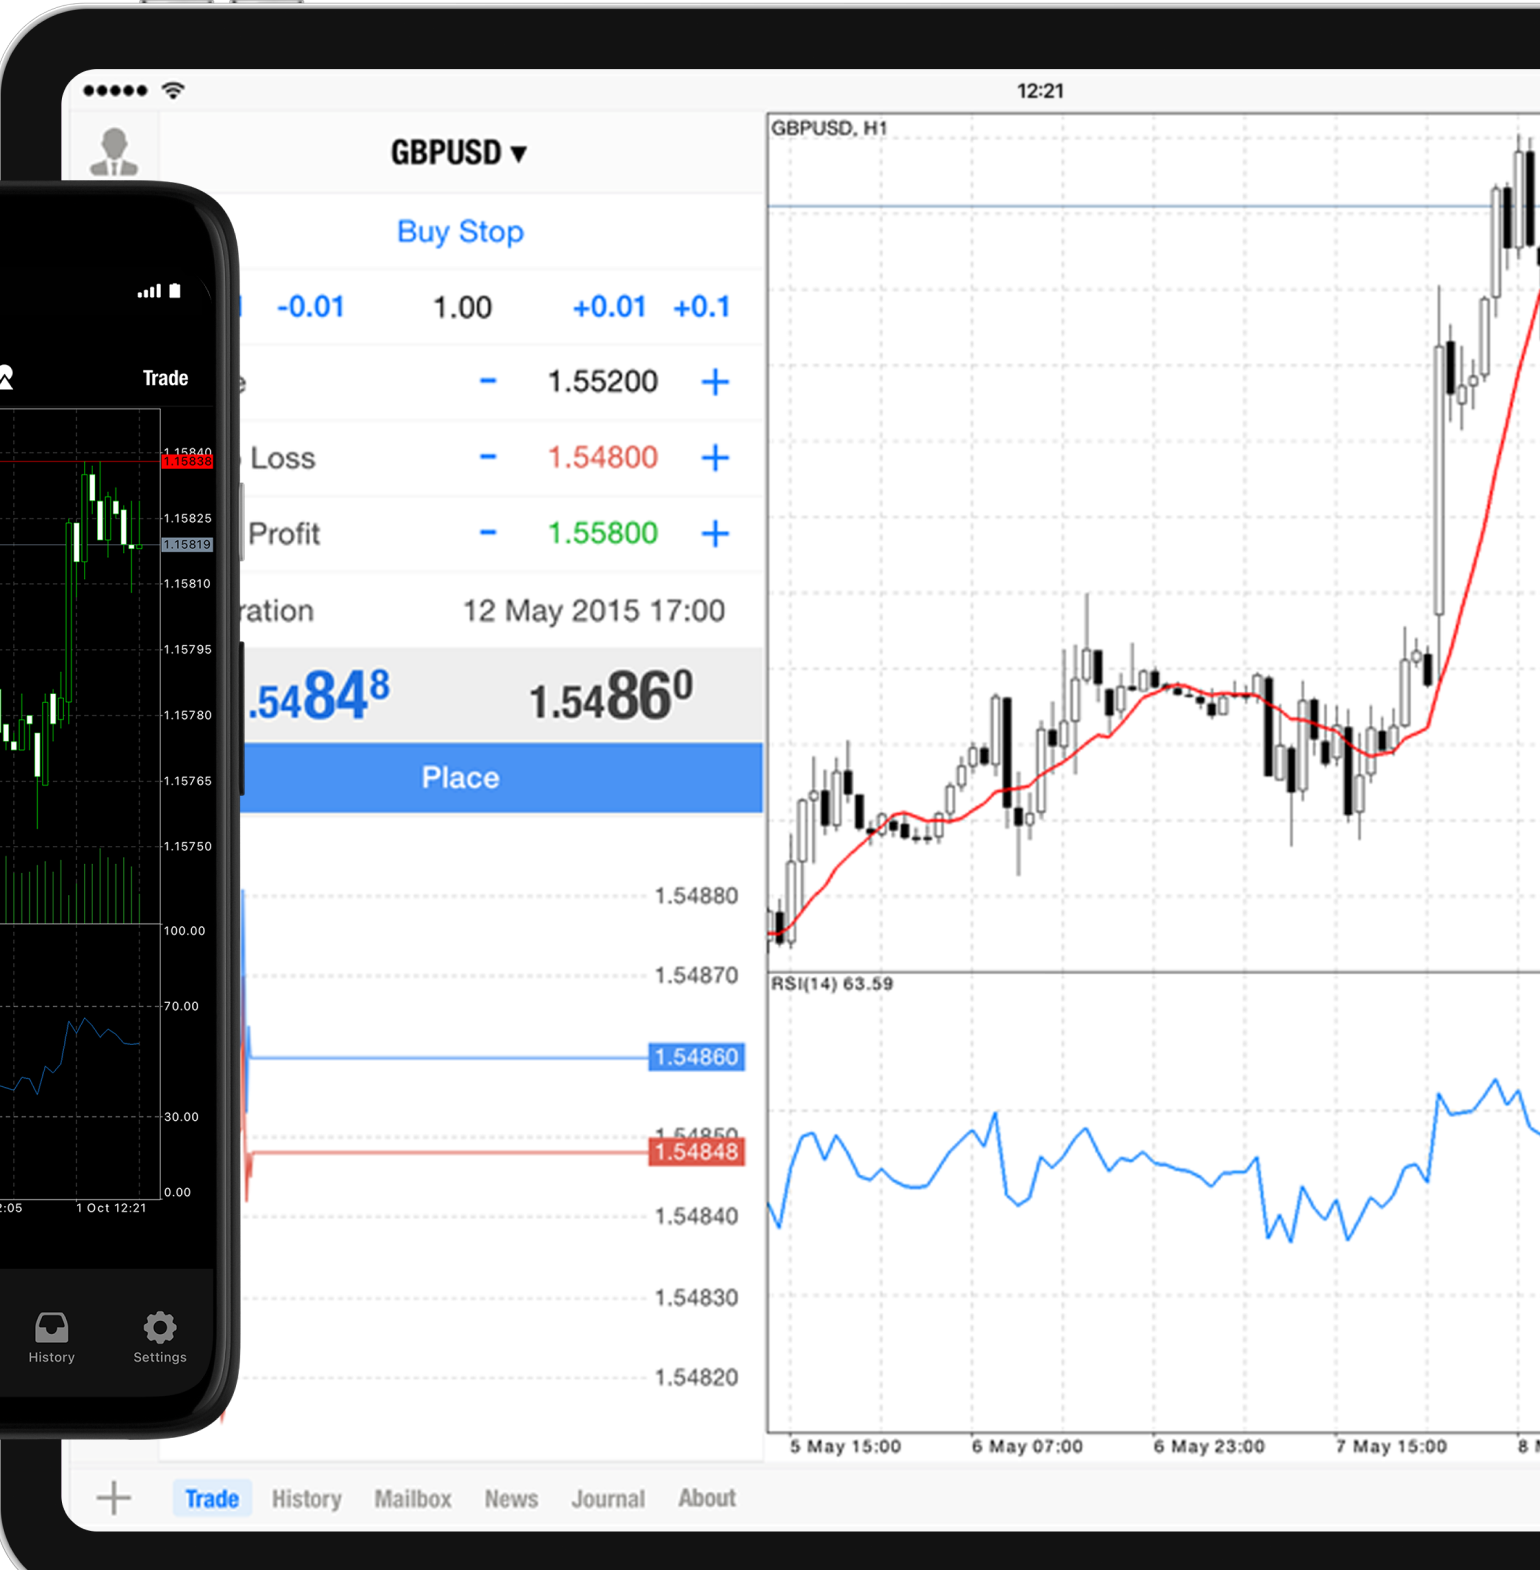 12:21
GBPUSD ▼
Buy Stop
-0.01 1.00 +0.01 +0.1
- 1.55200 +
Loss - 1.54800 +
Profit - 1.55800 +
ration 12 May 2015 17:00
.54848 1.54860
Place
1.54880
1.54870
1.54860
1.54850
1.54848
1.54840
1.54830
1.54820
Trade History Mailbox News Journal About
GBPUSD, H1
RSI(14) 63.59
5 May 15:00 6 May 07:00 6 May 23:00 7 May 15:00 8
Trade
1.15840
1.15838
1.15825
1.15819
1.15810
1.15795
1.15780
1.15765
1.15750
100.00
70.00
30.00
0.00
2:05 1 Oct 12:21
History Settings